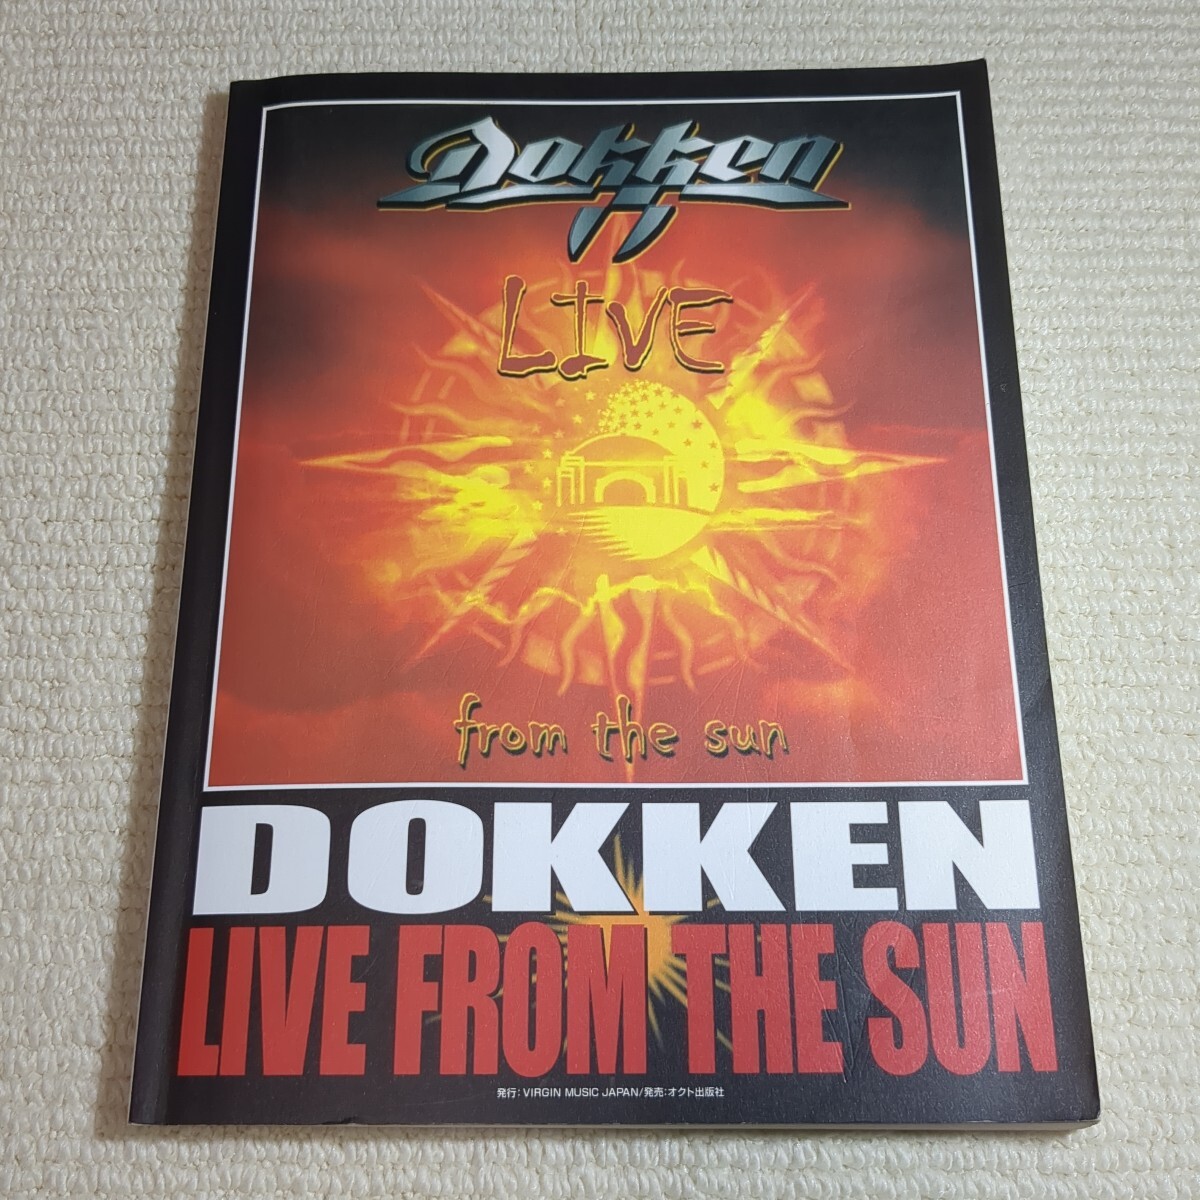 Dokken
LIVE
from the sun
DOKKEN
LIVE FROM THE SUN
発行：VIRGIN MUSIC JAPAN/発売：オクト出版社